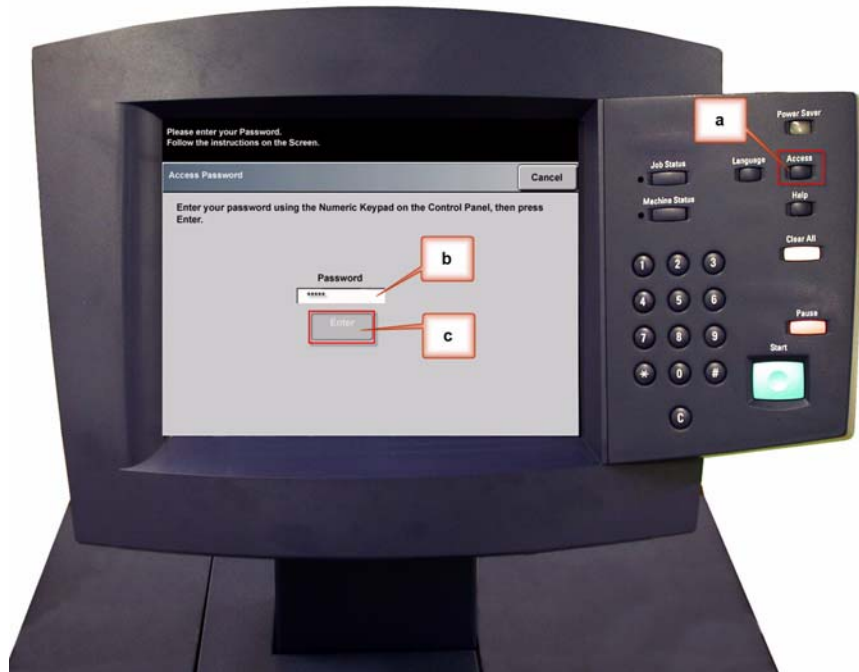 Please enter your Password.
Follow the instructions on the Screen.
Access Password
Cancel
Enter your password using the Numeric Keypad on the Control Panel, then press
Enter.
Password
*****
Enter
a
b
c
Power Saver
Job Status
Language
Access
Machine Status
Help
Clear All
1 2 3
4 5 6
7 8 9
* 0 #
C
Pause
Start